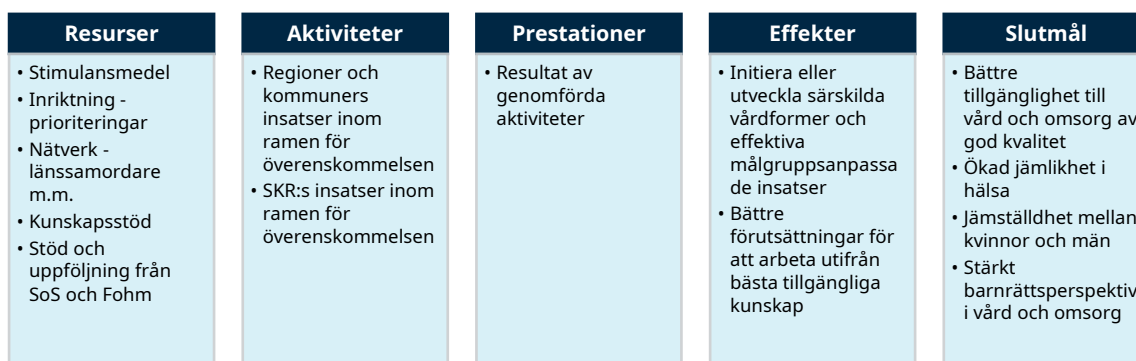 Resurser
• Stimulansmedel
• Inriktning -
prioriteringar
• Nätverk -
länssamordare
m.m.
• Kunskapsstöd
• Stöd och
uppföljning från
SoS och Fohm
Aktiviteter
• Regioner och
kommuners
insatser inom
ramen för
överenskommelsen
• SKR:s insatser inom
ramen för
överenskommelsen
Prestationer
• Resultat av
genomförda
aktiviteter
Effekter
• Initiera eller
utveckla särskilda
vårdformer och
effektiva
målgruppsanpassa
de insatser
• Bättre
förutsättningar för
att arbeta utifrån
bästa tillgängliga
kunskap
Slutmål
• Bättre
tillgänglighet till
vård och omsorg av
god kvalitet
• Ökad jämlikhet i
hälsa
• Jämställdhet mellan
kvinnor och män
• Stärkt
barnrättsperspektiv
i vård och omsorg